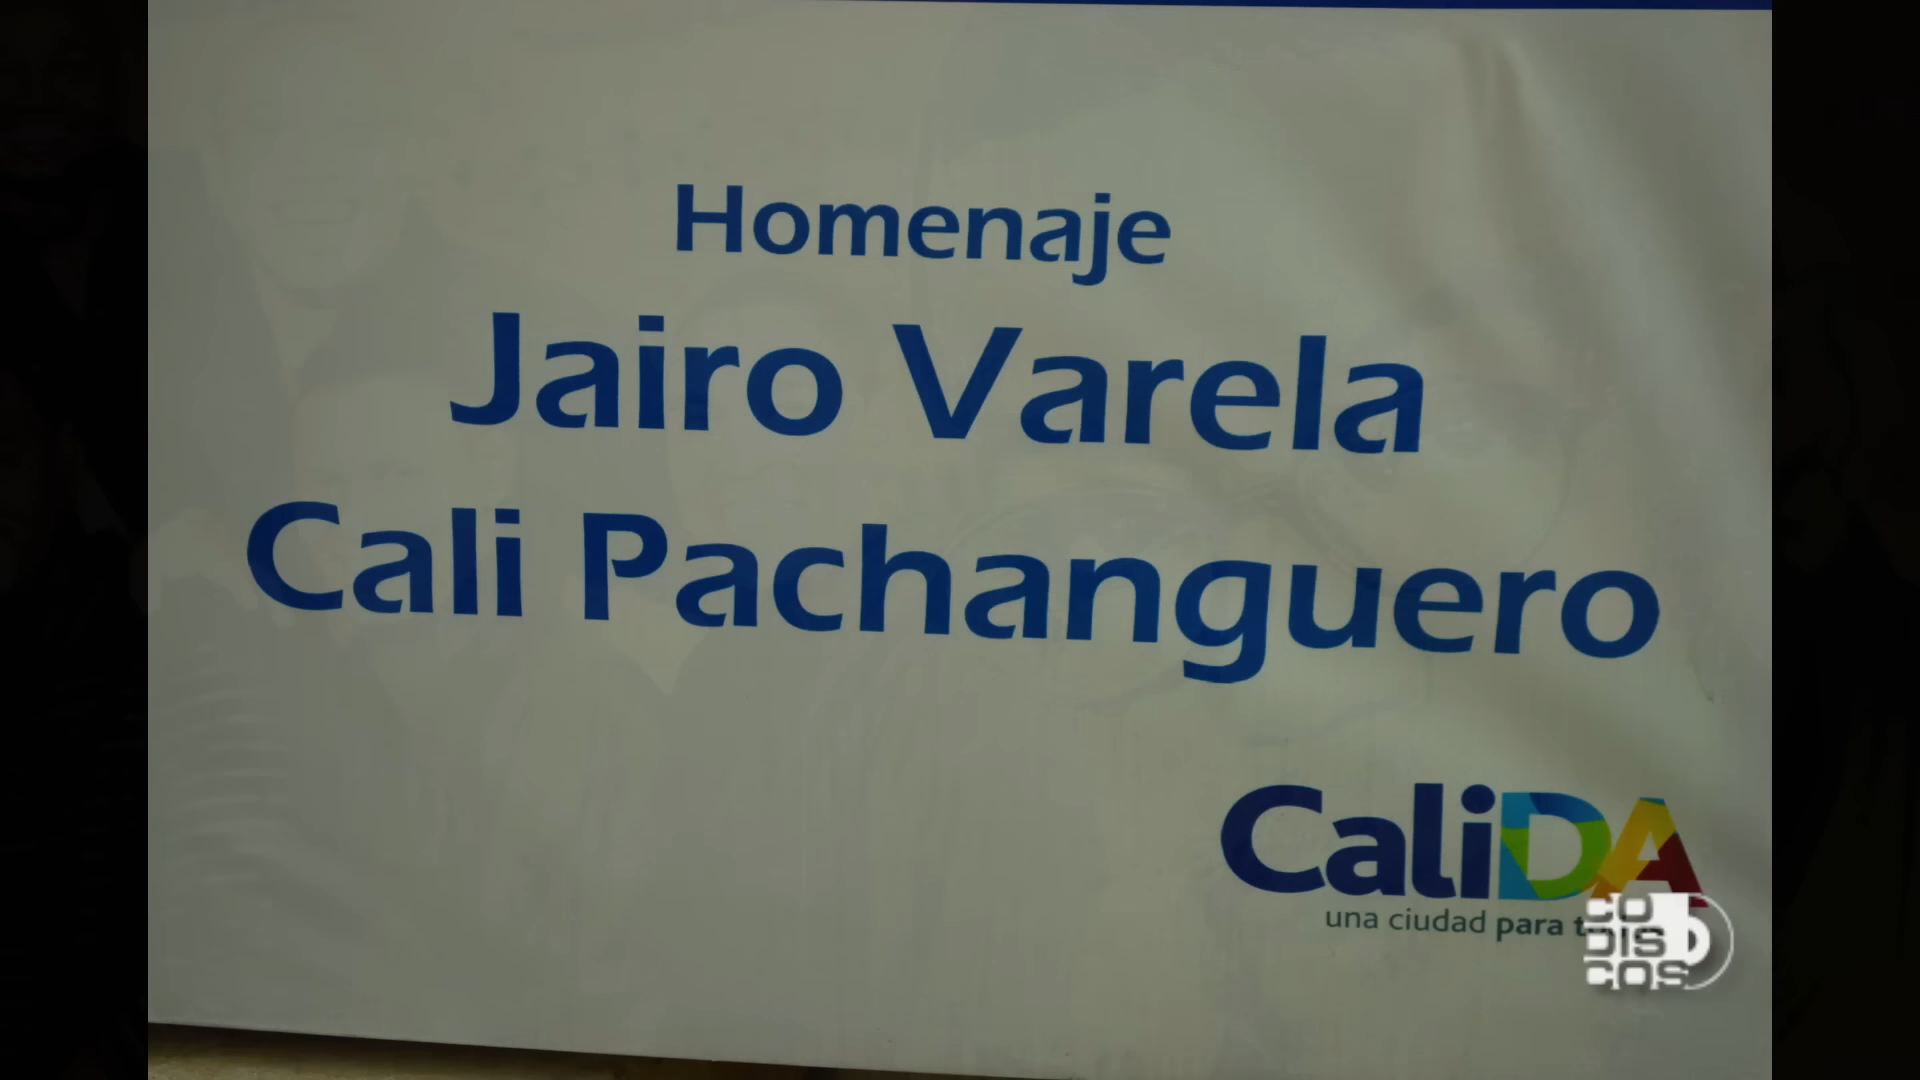 Homenaje
Jairo Varela
Cali Pachanguero
CaliDA
una ciudad para
CO
DIS
COS